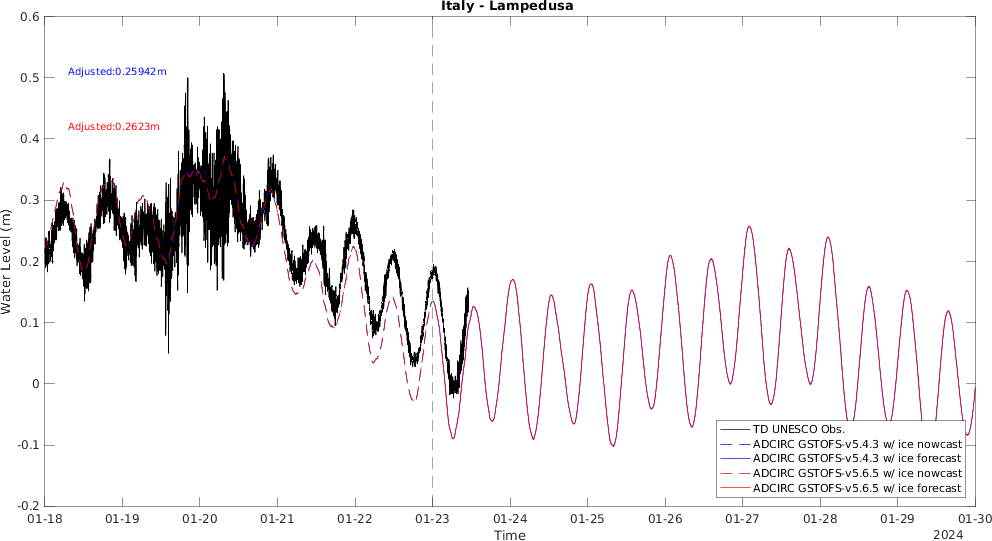 Italy - Lampedusa
0.6
0.5
0.4
0.3
0.2
0.1
0
-0.1
-0.2
Water Level (m)
Adjusted:0.25942m
Adjusted:0.2623m
TD UNESCO Obs.
ADCIRC GSTOFS-v5.4.3 w/ ice nowcast
ADCIRC GSTOFS-v5.4.3 w/ ice forecast
ADCIRC GSTOFS-v5.6.5 w/ ice nowcast
ADCIRC GSTOFS-v5.6.5 w/ ice forecast
01-18 01-19 01-20 01-21 01-22 01-23 01-24 01-25 01-26 01-27 01-28 01-29 01-30
Time
2024